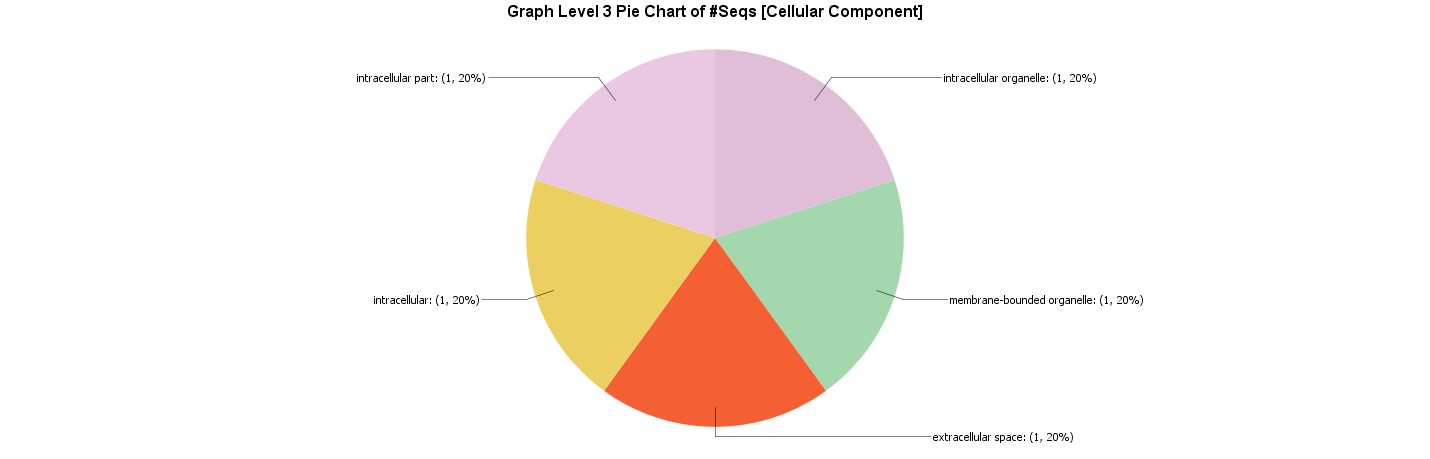 Graph Level 3 Pie Chart of #Seqs [Cellular Component]
intracellular part: (1, 20%)
intracellular organelle: (1, 20%)
intracellular: (1, 20%)
membrane-bounded organelle: (1, 20%)
extracellular space: (1, 20%)